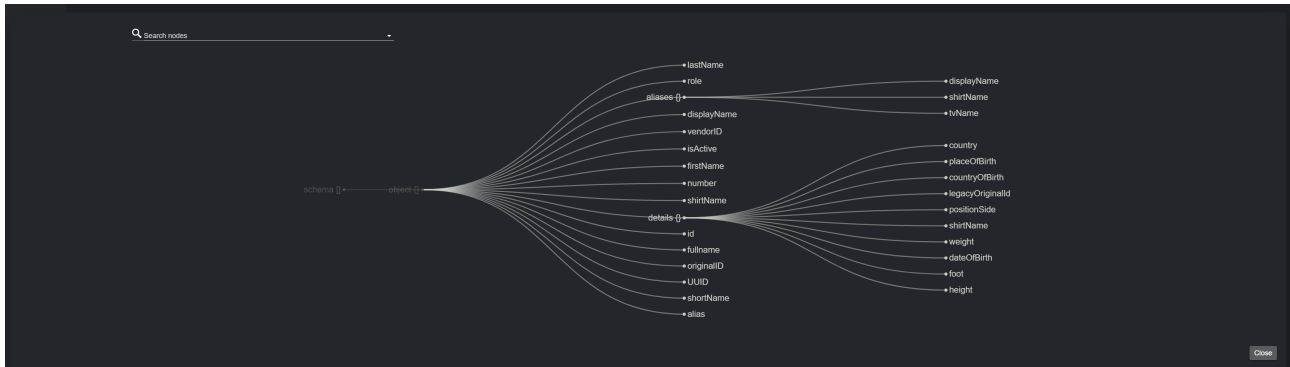 Search nodes
schema []
object {}
lastName
role
aliases {}
displayName
vendorID
isActive
firstName
number
shirtName
details {}
id
fullname
originalID
UUID
shortName
alias
displayName
shirtName
tvName
country
placeOfBirth
countryOfBirth
legacyOriginalId
positionSide
shirtName
weight
dateOfBirth
foot
height
Close